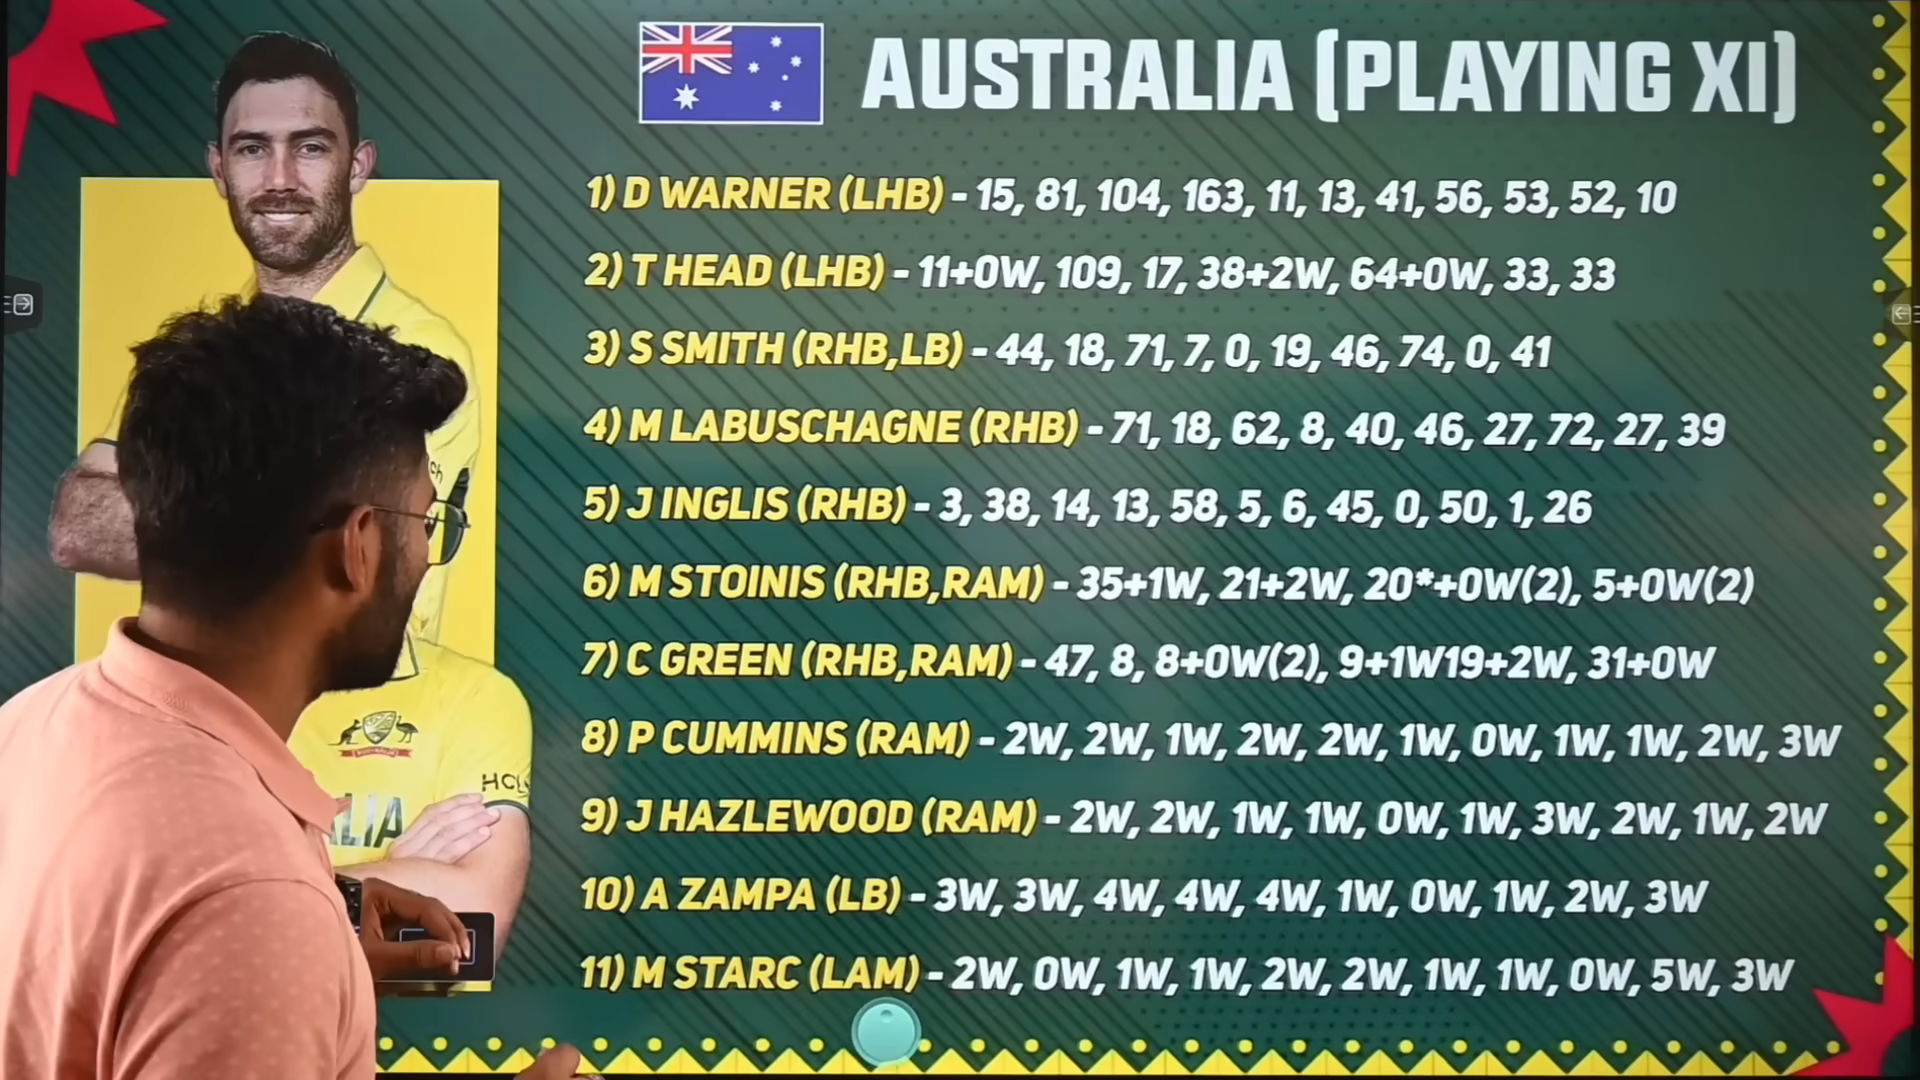 AUSTRALIA (PLAYING XI)
1) D WARNER (LHB) - 15, 81, 104, 163, 11, 13, 41, 56, 53, 52, 10
2) T HEAD (LHB) - 11+0W, 109, 17, 38+2W, 64+0W, 33, 33
3) S SMITH (RHB,LB) - 44, 18, 71, 7, 0, 19, 46, 74, 0, 41
4) M LABUSCHAGNE (RHB) - 71, 18, 62, 8, 40, 46, 27, 72, 27, 39
5) J INGLIS (RHB) - 3, 38, 14, 13, 58, 5, 6, 45, 0, 50, 1, 26
6) M STOINIS (RHB,RAM) - 35+1W, 21+2W, 20*+0W(2), 5+0W(2)
7) C GREEN (RHB,RAM) - 47, 8, 8+0W(2), 9+1W19+2W, 31+0W
8) P CUMMINS (RAM) - 2W, 2W, 1W, 2W, 2W, 1W, 0W, 1W, 1W, 2W, 3W
9) J HAZLEWOOD (RAM) - 2W, 2W, 1W, 1W, 0W, 1W, 3W, 2W, 1W, 2W
10) A ZAMPA (LB) - 3W, 3W, 4W, 4W, 4W, 1W, 0W, 1W, 2W, 3W
11) M STARC (LAM) - 2W, 0W, 1W, 1W, 2W, 2W, 1W, 1W, 0W, 5W, 3W